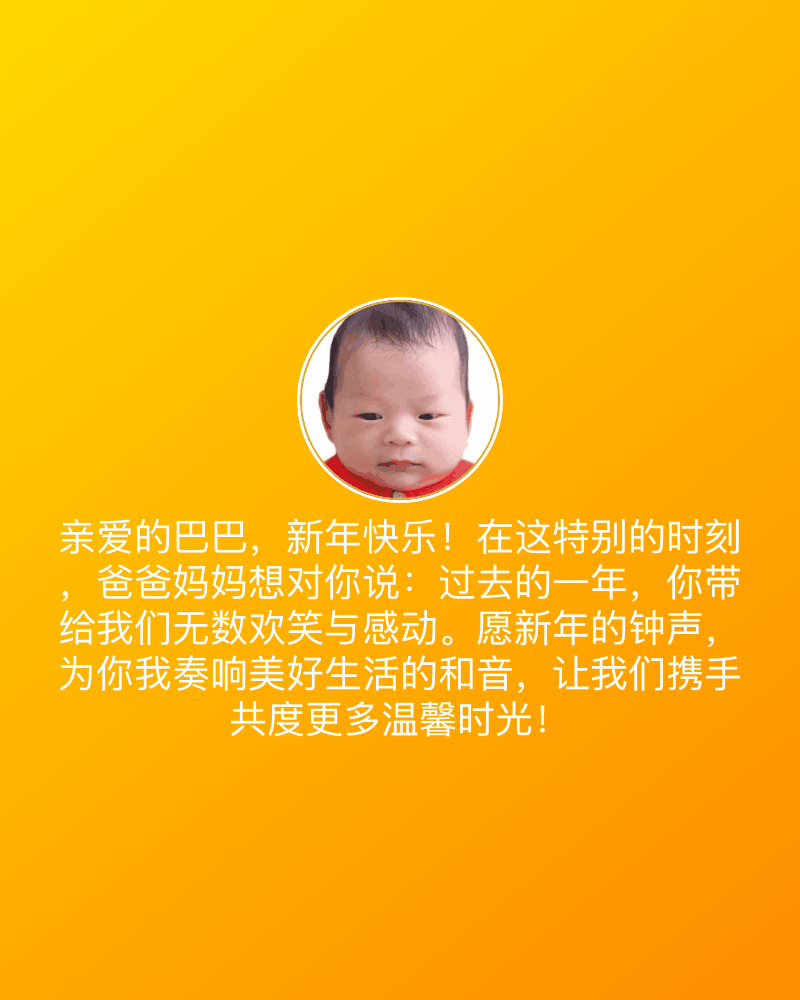 亲爱的巴巴，新年快乐！在这特别的时刻
，爸爸妈妈想对你说：过去的一年，你带
给我们无数欢笑与感动。愿新年的钟声，
为你我奏响美好生活的和音，让我们携手
共度更多温馨时光！